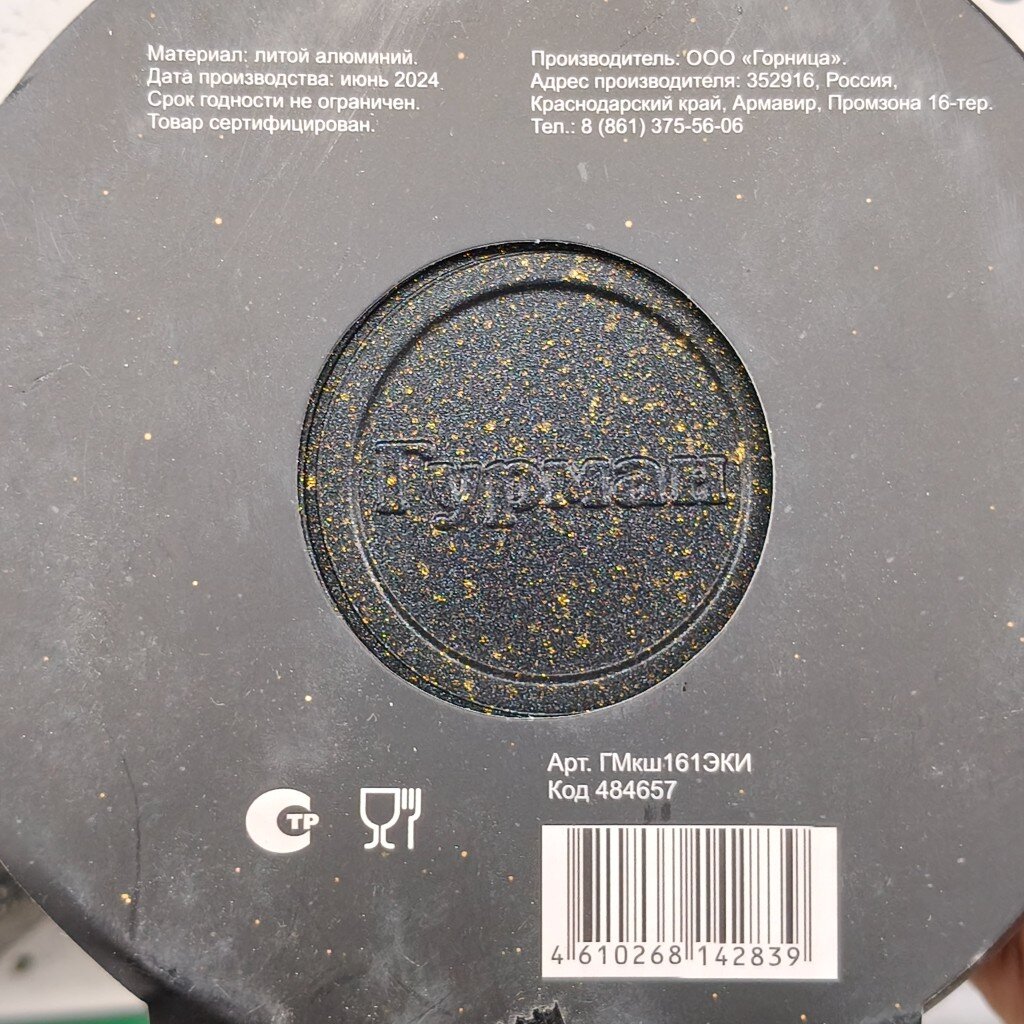 Материал: литой алюминий.
Дата производства: июнь 2024
Срок годности не ограничен.
Товар сертифицирован.
Производитель: ООО «Горница».
Адрес производителя: 352916, Россия,
Краснодарский край, Армавир, Промзона 16-тер.
Тел.: 8 (861) 375-56-06
Гурман
Арт. ГМкш161ЭКИ
Код 484657
СТР
4 610268 142839